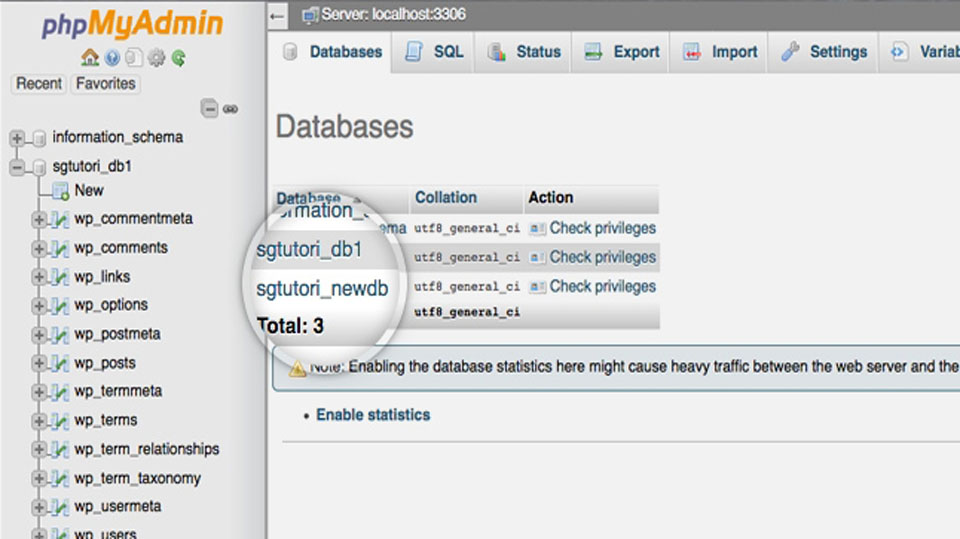 phpMyAdmin
Recent Favorites
information_schema
sgtutori_db1
New
wp_commentmeta
wp_comments
wp_links
wp_options
wp_postmeta
wp_posts
wp_termmeta
wp_terms
wp_term_relationships
wp_term_taxonomy
wp_usermeta
wp_users
Server: localhost:3306
Databases SQL Status Export Import Settings
Databases
Database Collation Action
utf8_general_ci Check privileges
sgtutori_db1 utf8_general_ci Check privileges
sgtutori_newdb utf8_general_ci Check privileges
Total: 3 utf8_general_ci
Note: Enabling the database statistics here might cause heavy traffic between the web server and the
Enable statistics